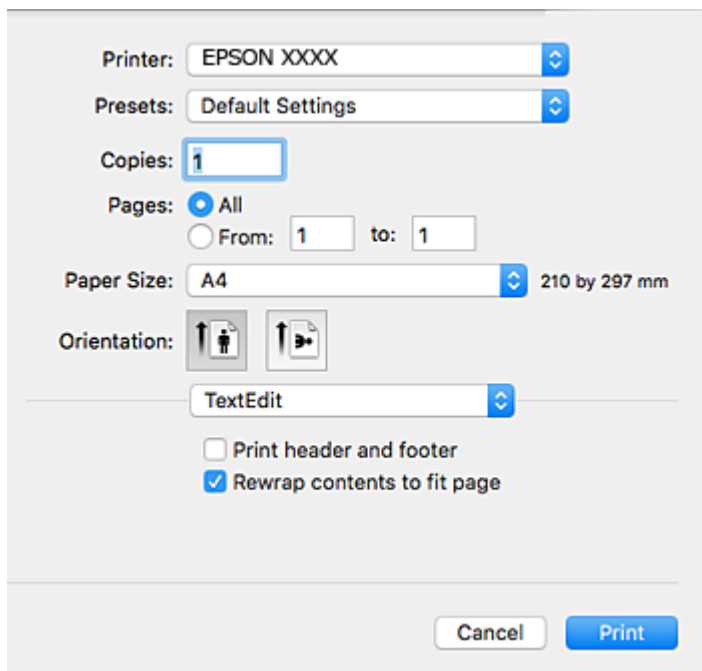 Printer: EPSON XXXX
Presets: Default Settings
Copies: 1
Pages: All
From: 1 to: 1
Paper Size: A4 210 by 297 mm
Orientation:
TextEdit
Print header and footer
Rewrap contents to fit page
Cancel Print